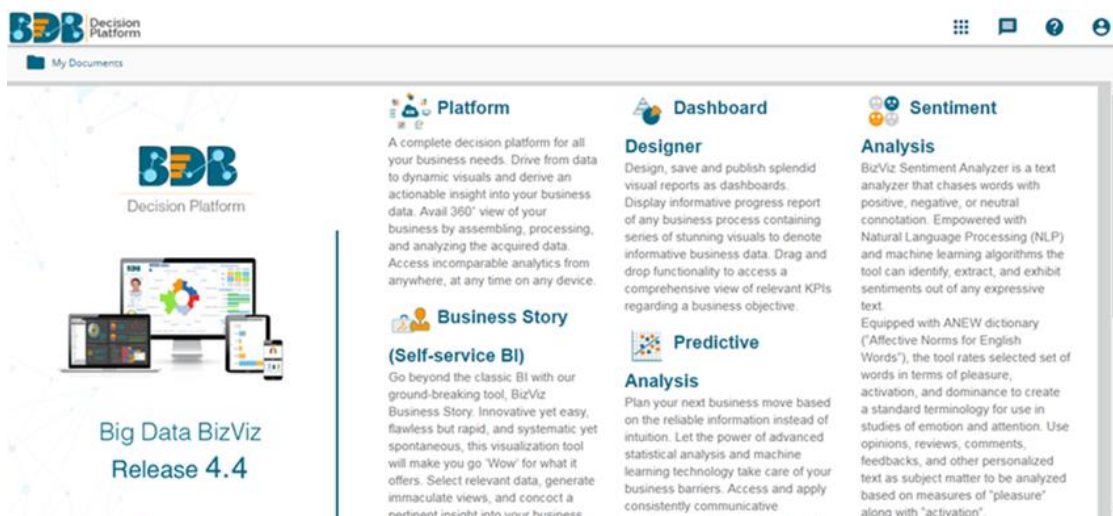 BDB Decision
Platform
My Documents
BDB
Decision Platform
Big Data BizViz
Release 4.4
Platform
A complete decision platform for all
your business needs. Drive from data
to dynamic visuals and derive an
actionable insight into your business
data. Avail 360° view of your
business by assembling, processing,
and analyzing the acquired data.
Access incomparable analytics from
anywhere, at any time on any device.
Business Story
(Self-service BI)
Go beyond the classic BI with our
ground-breaking tool, BizViz
Business Story. Innovative yet easy,
flawless but rapid, and systematic yet
spontaneous, this visualization tool
will make you go 'Wow' for what it
offers. Select relevant data, generate
immaculate views, and concoct a
pertinent insight into your business
Dashboard
Designer
Design, save and publish splendid
visual reports as dashboards.
Display informative progress report
of any business process containing
series of stunning visuals to denote
informative business data. Drag and
drop functionality to access a
comprehensive view of relevant KPIs
regarding a business objective.
Predictive
Analysis
Plan your next business move based
on the reliable information instead of
intuition. Let the power of advanced
statistical analysis and machine
learning technology take care of your
business barriers. Access and apply
consistently communicative
Sentiment
Analysis
BizViz Sentiment Analyzer is a text
analyzer that chases words with
positive, negative, or neutral
connotation. Empowered with
Natural Language Processing (NLP)
and machine learning algorithms the
tool can identify, extract, and exhibit
sentiments out of any expressive
text.
Equipped with ANEW dictionary
("Affective Norms for English
Words"), the tool rates selected set of
words in terms of pleasure,
activation, and dominance to create
a standard terminology for use in
studies of emotion and attention. Use
opinions, reviews, comments,
feedbacks, and other personalized
text as subject matter to be analyzed
based on measures of "pleasure"
along with "activation".